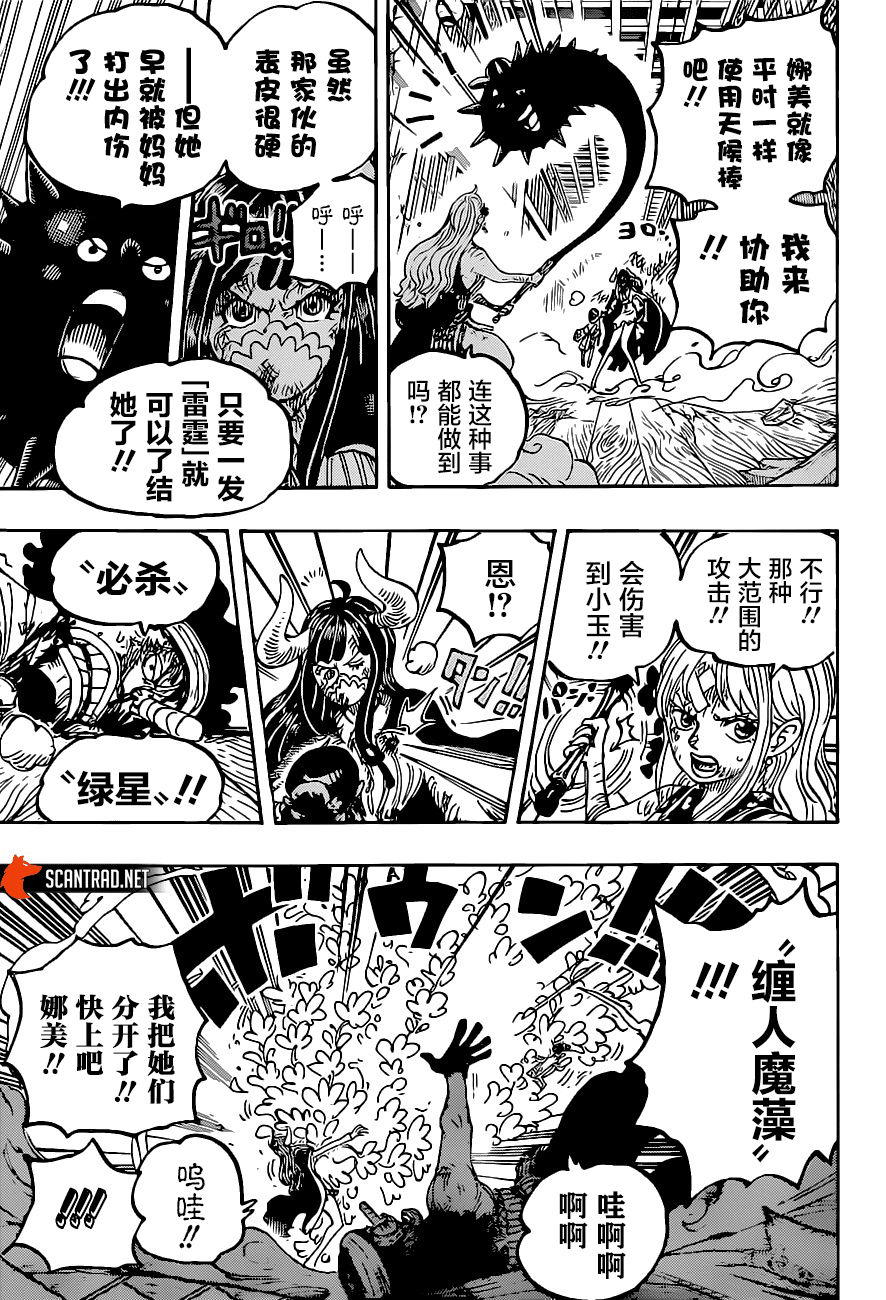 娜美就像
平时一样
使用天候棒
吧!!
我来
协助你
!!
ヨロ..
连这种事
都能做到
吗!?
虽然
那家伙的
表皮很硬
呼—
呼—…
——但她
早就被妈妈
打出内伤
了!!!
只要一发
「雷霆」就
可以了结
她了!!
不行!!
那种
大范围的
攻击!!
会伤害
到小玉!!
恩!?
タン!!
〝必杀〟
〝绿星〟!!
〝缠人魔藻〟
!!!
哇啊啊
啊啊
我把她们
分开了!!
快上吧
娜美!!
呜哇!!
!!!
SCANTRAD.NET